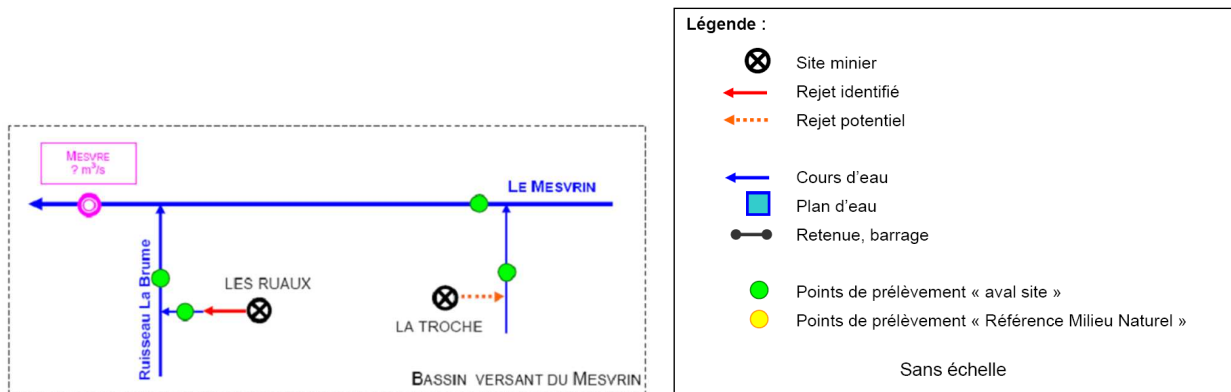 MESVRE
? m³/s
LE MESVRIN
Ruisseau La Brume
LES RUAUX
LA TROCHE
BASSIN VERSANT DU MESVRIN
Légende :
Site minier
Rejet identifié
Rejet potentiel
Cours d'eau
Plan d'eau
Retenue, barrage
Points de prélèvement « aval site »
Points de prélèvement « Référence Milieu Naturel »
Sans échelle